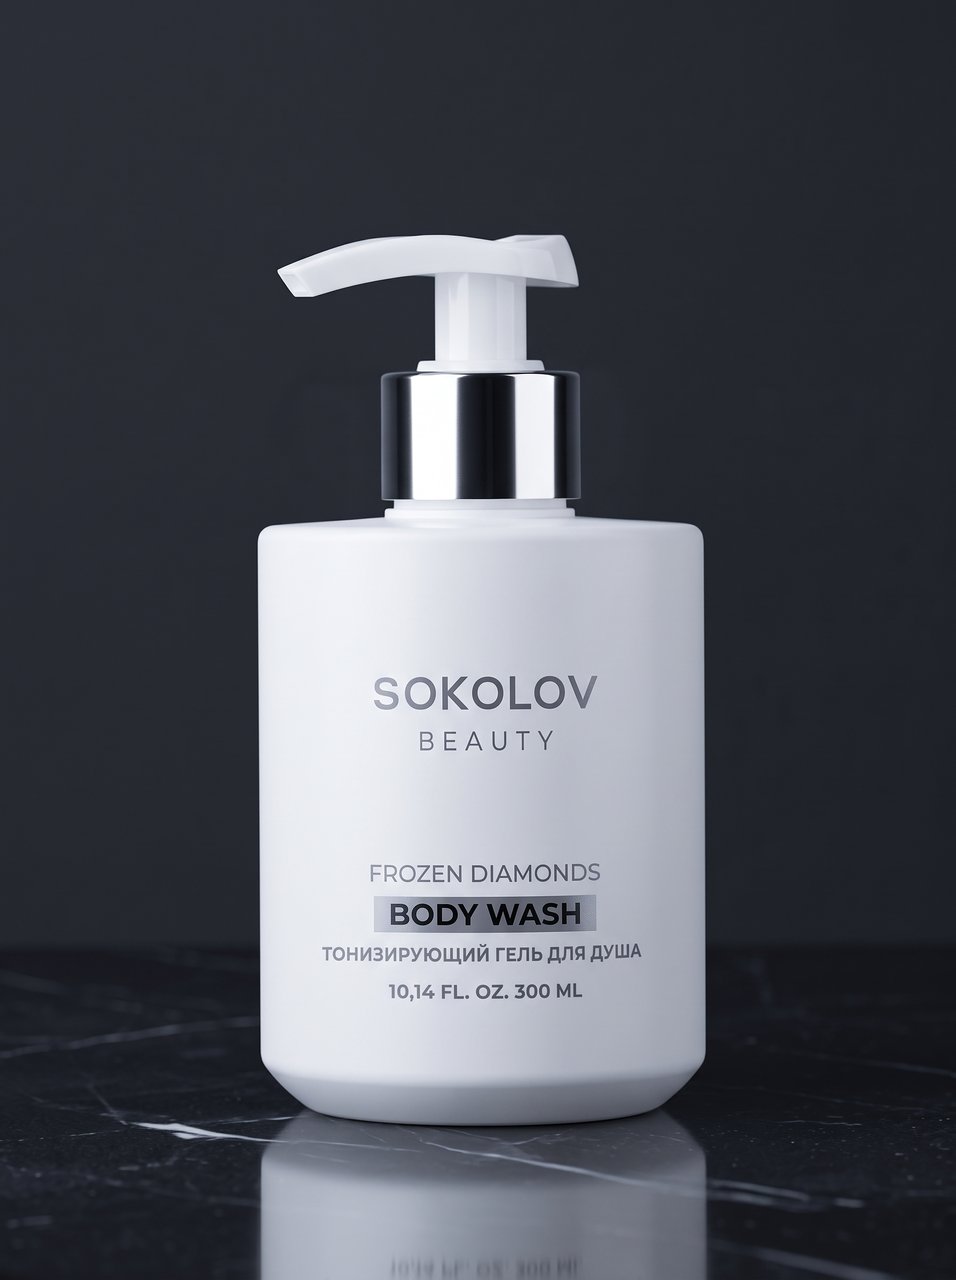 SOKOLOV
BEAUTY
FROZEN DIAMONDS
BODY WASH
ТОНИЗИРУЮЩИЙ ГЕЛЬ ДЛЯ ДУША
10,14 FL. OZ. 300 ML